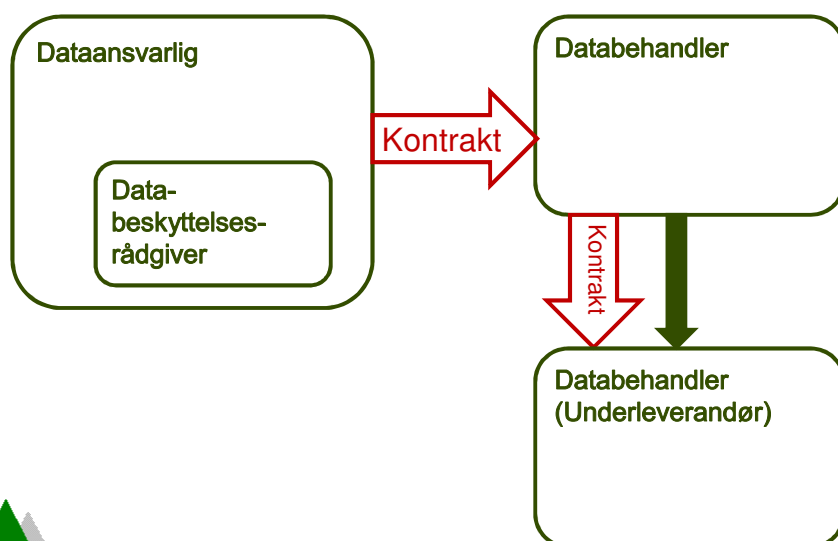 Dataansvarlig
Data-
beskyttelses-
rådgiver
Kontrakt
Databehandler
Kontrakt
Databehandler
(Underleverandør)